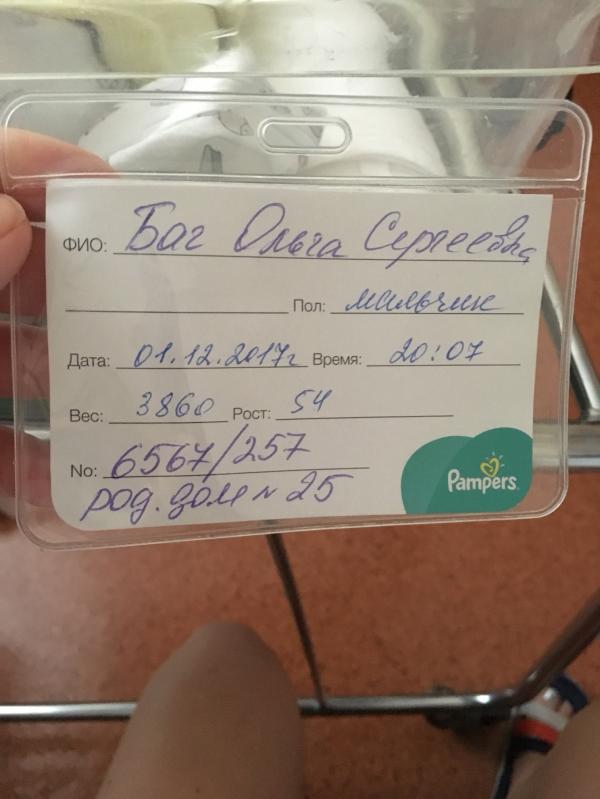 ФИО: Баг Ольга Сергеевна
Пол: мальчик
Дата: 01.12.2017г Время: 20:07
Вес: 3860 Рост: 54
No: 6567/257
род. дом № 25
Pampers